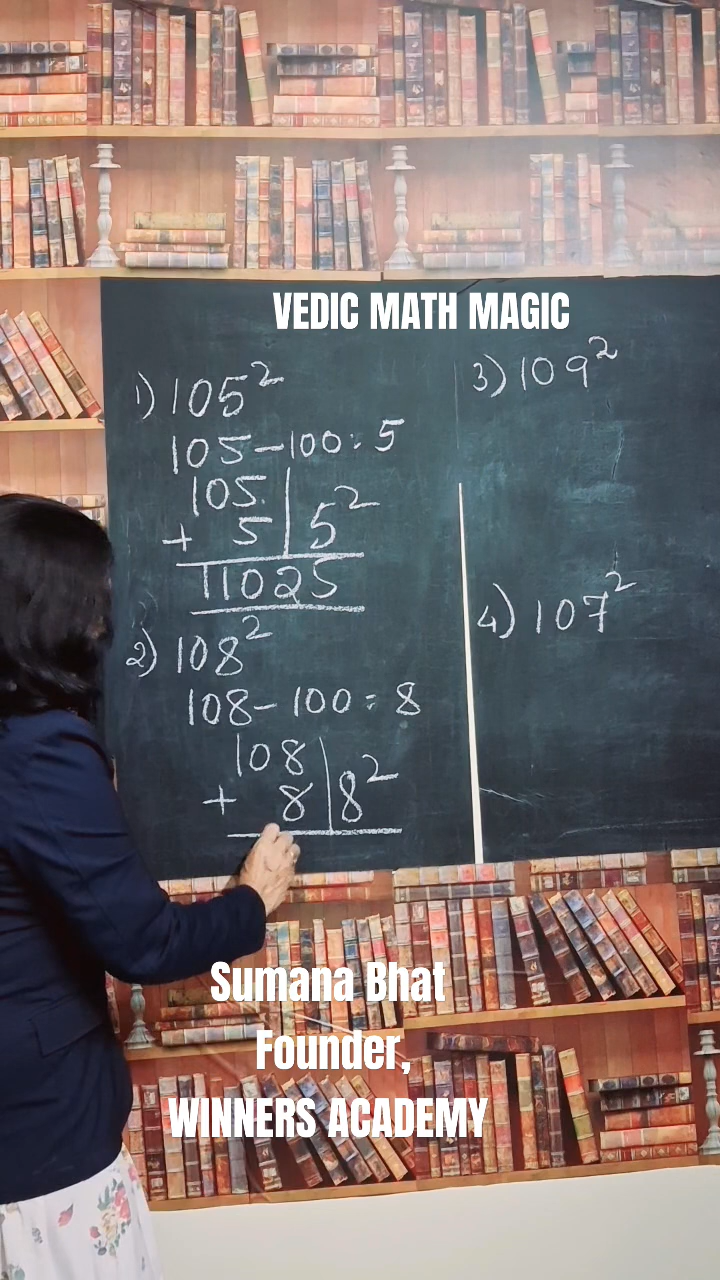 VEDIC MATH MAGIC
1) 105²
105-100=5
105 | 
+ 5 | 5²
11025
2) 108²
108-100=8
108 |
+ 8 | 8²
3) 109²
4) 107²
Sumana Bhat
Founder,
WINNERS ACADEMY